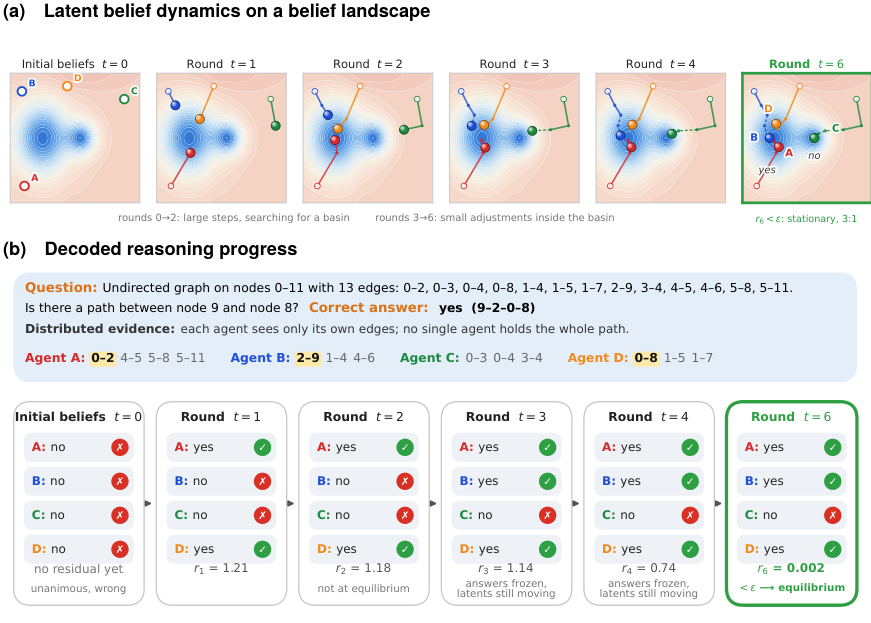 (a) Latent belief dynamics on a belief landscape
Initial beliefs t=0
Round t=1
Round t=2
Round t=3
Round t=4
Round t=6
B
D
C
A
D
C
B
A
no
yes
rounds 0→2: large steps, searching for a basin
rounds 3→6: small adjustments inside the basin
r₆ < ε: stationary, 3:1
(b) Decoded reasoning progress
Question: Undirected graph on nodes 0–11 with 13 edges: 0–2, 0–3, 0–4, 0–8, 1–4, 1–5, 1–7, 2–9, 3–4, 4–5, 4–6, 5–8, 5–11.
Is there a path between node 9 and node 8? Correct answer: yes (9–2–0–8)
Distributed evidence: each agent sees only its own edges; no single agent holds the whole path.
Agent A: 0–2 4–5 5–8 5–11 Agent B: 2–9 1–4 4–6 Agent C: 0–3 0–4 3–4 Agent D: 0–8 1–5 1–7
Initial beliefs t=0
A: no ✗
B: no ✗
C: no ✗
D: no ✗
no residual yet
unanimous, wrong
Round t=1
A: yes ✓
B: no ✗
C: no ✗
D: yes ✓
r₁ = 1.21
Round t=2
A: yes ✓
B: no ✗
C: no ✗
D: yes ✓
r₂ = 1.18
not at equilibrium
Round t=3
A: yes ✓
B: yes ✓
C: no ✗
D: yes ✓
r₃ = 1.14
answers frozen,
latents still moving
Round t=4
A: yes ✓
B: yes ✓
C: no ✗
D: yes ✓
r₄ = 0.74
answers frozen,
latents still moving
Round t=6
A: yes ✓
B: yes ✓
C: no ✗
D: yes ✓
r₆ = 0.002
< ε ⟶ equilibrium